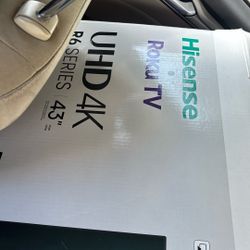 Hisense
Roku TV
UHD 4K
R6 SERIES | 43"